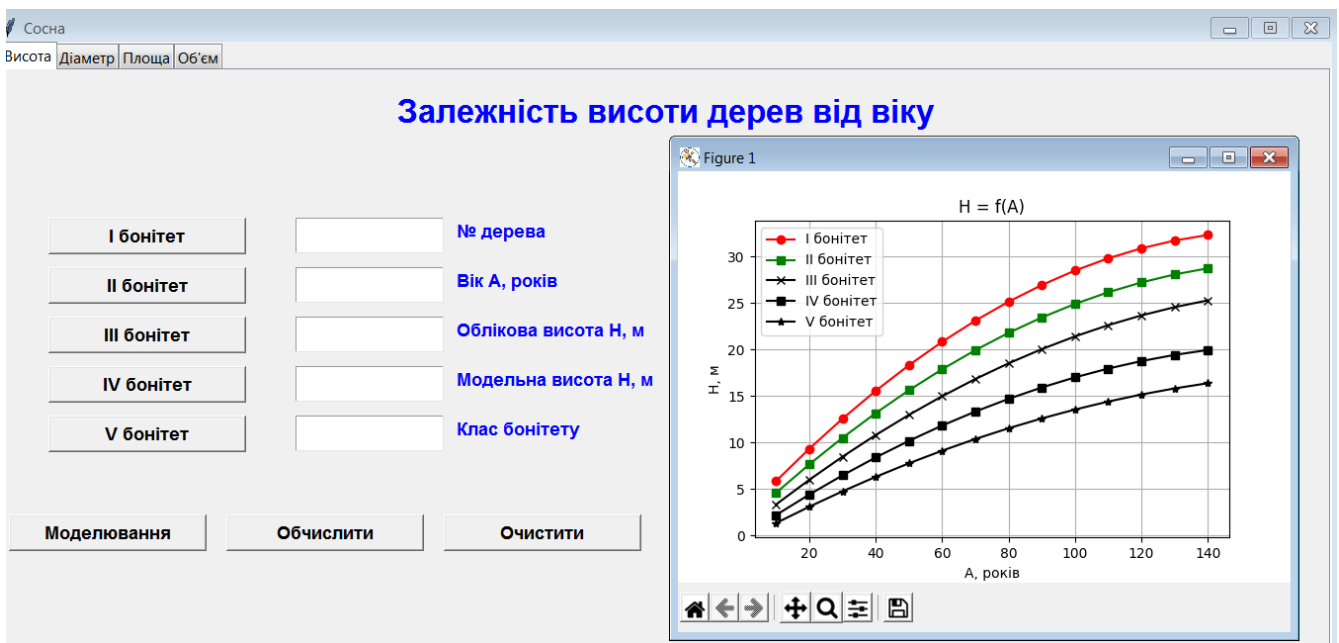 Сосна
Висота Діаметр Площа Об'єм
Залежність висоти дерев від віку
I бонітет
№ дерева
II бонітет
Вік А, років
III бонітет
Облікова висота Н, м
IV бонітет
Модельна висота Н, м
V бонітет
Клас бонітету
Моделювання Обчислити Очистити
Figure 1
H = f(A)
I бонітет
II бонітет
III бонітет
IV бонітет
V бонітет
30
25
20
15
10
5
0
Н, м
20 40 60 80 100 120 140
А, років